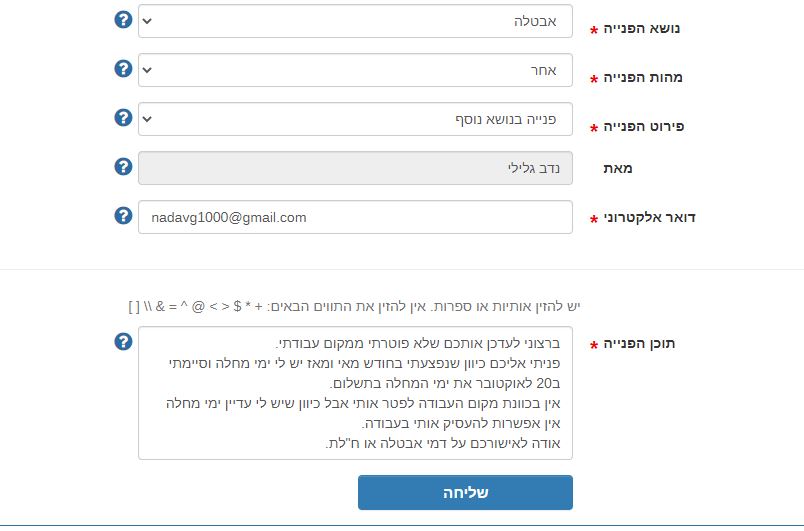 נושא הפנייה *
אבטלה
מהות הפנייה *
אחר
פירוט הפנייה *
פנייה בנושא נוסף
מאת
נדב גלילי
דואר אלקטרוני *
nadavg1000@gmail.com
יש להזין אותיות או ספרות. אין להזין את התווים הבאים: + * $ < > @ ^ = & \\ [ ]
תוכן הפנייה *
ברצוני לעדכן אותכם שלא פוטרתי ממקום עבודתי.
פניתי אליכם כיוון שנפצעתי בחודש מאי ומאז יש לי ימי מחלה וסיימתי
ב20 לאוקטובר את ימי המחלה בתשלום.
אין בכוונת מקום העבודה לפטר אותי אבל כיוון שיש לי עדיין ימי מחלה
אין אפשרות להעסיק אותי בעבודה.
אודה לאישורכם על דמי אבטלה או ח"לת.
שליחה